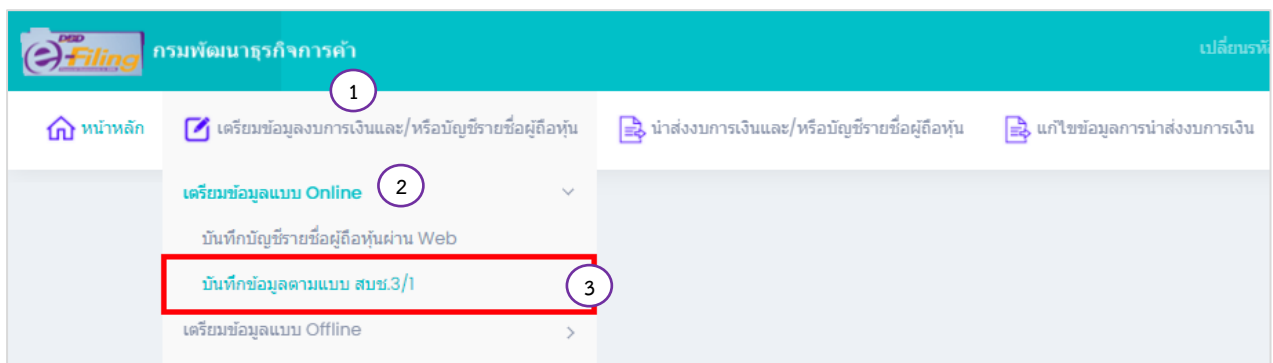 DBD
e-Filing กรมพัฒนาธุรกิจการค้า เปลี่ยนรหั
1
หน้าหลัก เตรียมข้อมูลงบการเงินและ/หรือบัญชีรายชื่อผู้ถือหุ้น นำส่งงบการเงินและ/หรือบัญชีรายชื่อผู้ถือหุ้น แก้ไขข้อมูลการนำส่งงบการเงิน
เตรียมข้อมูลแบบ Online 2
บันทึกบัญชีรายชื่อผู้ถือหุ้นผ่าน Web
บันทึกข้อมูลตามแบบ สบช.3/1 3
เตรียมข้อมูลแบบ Offline